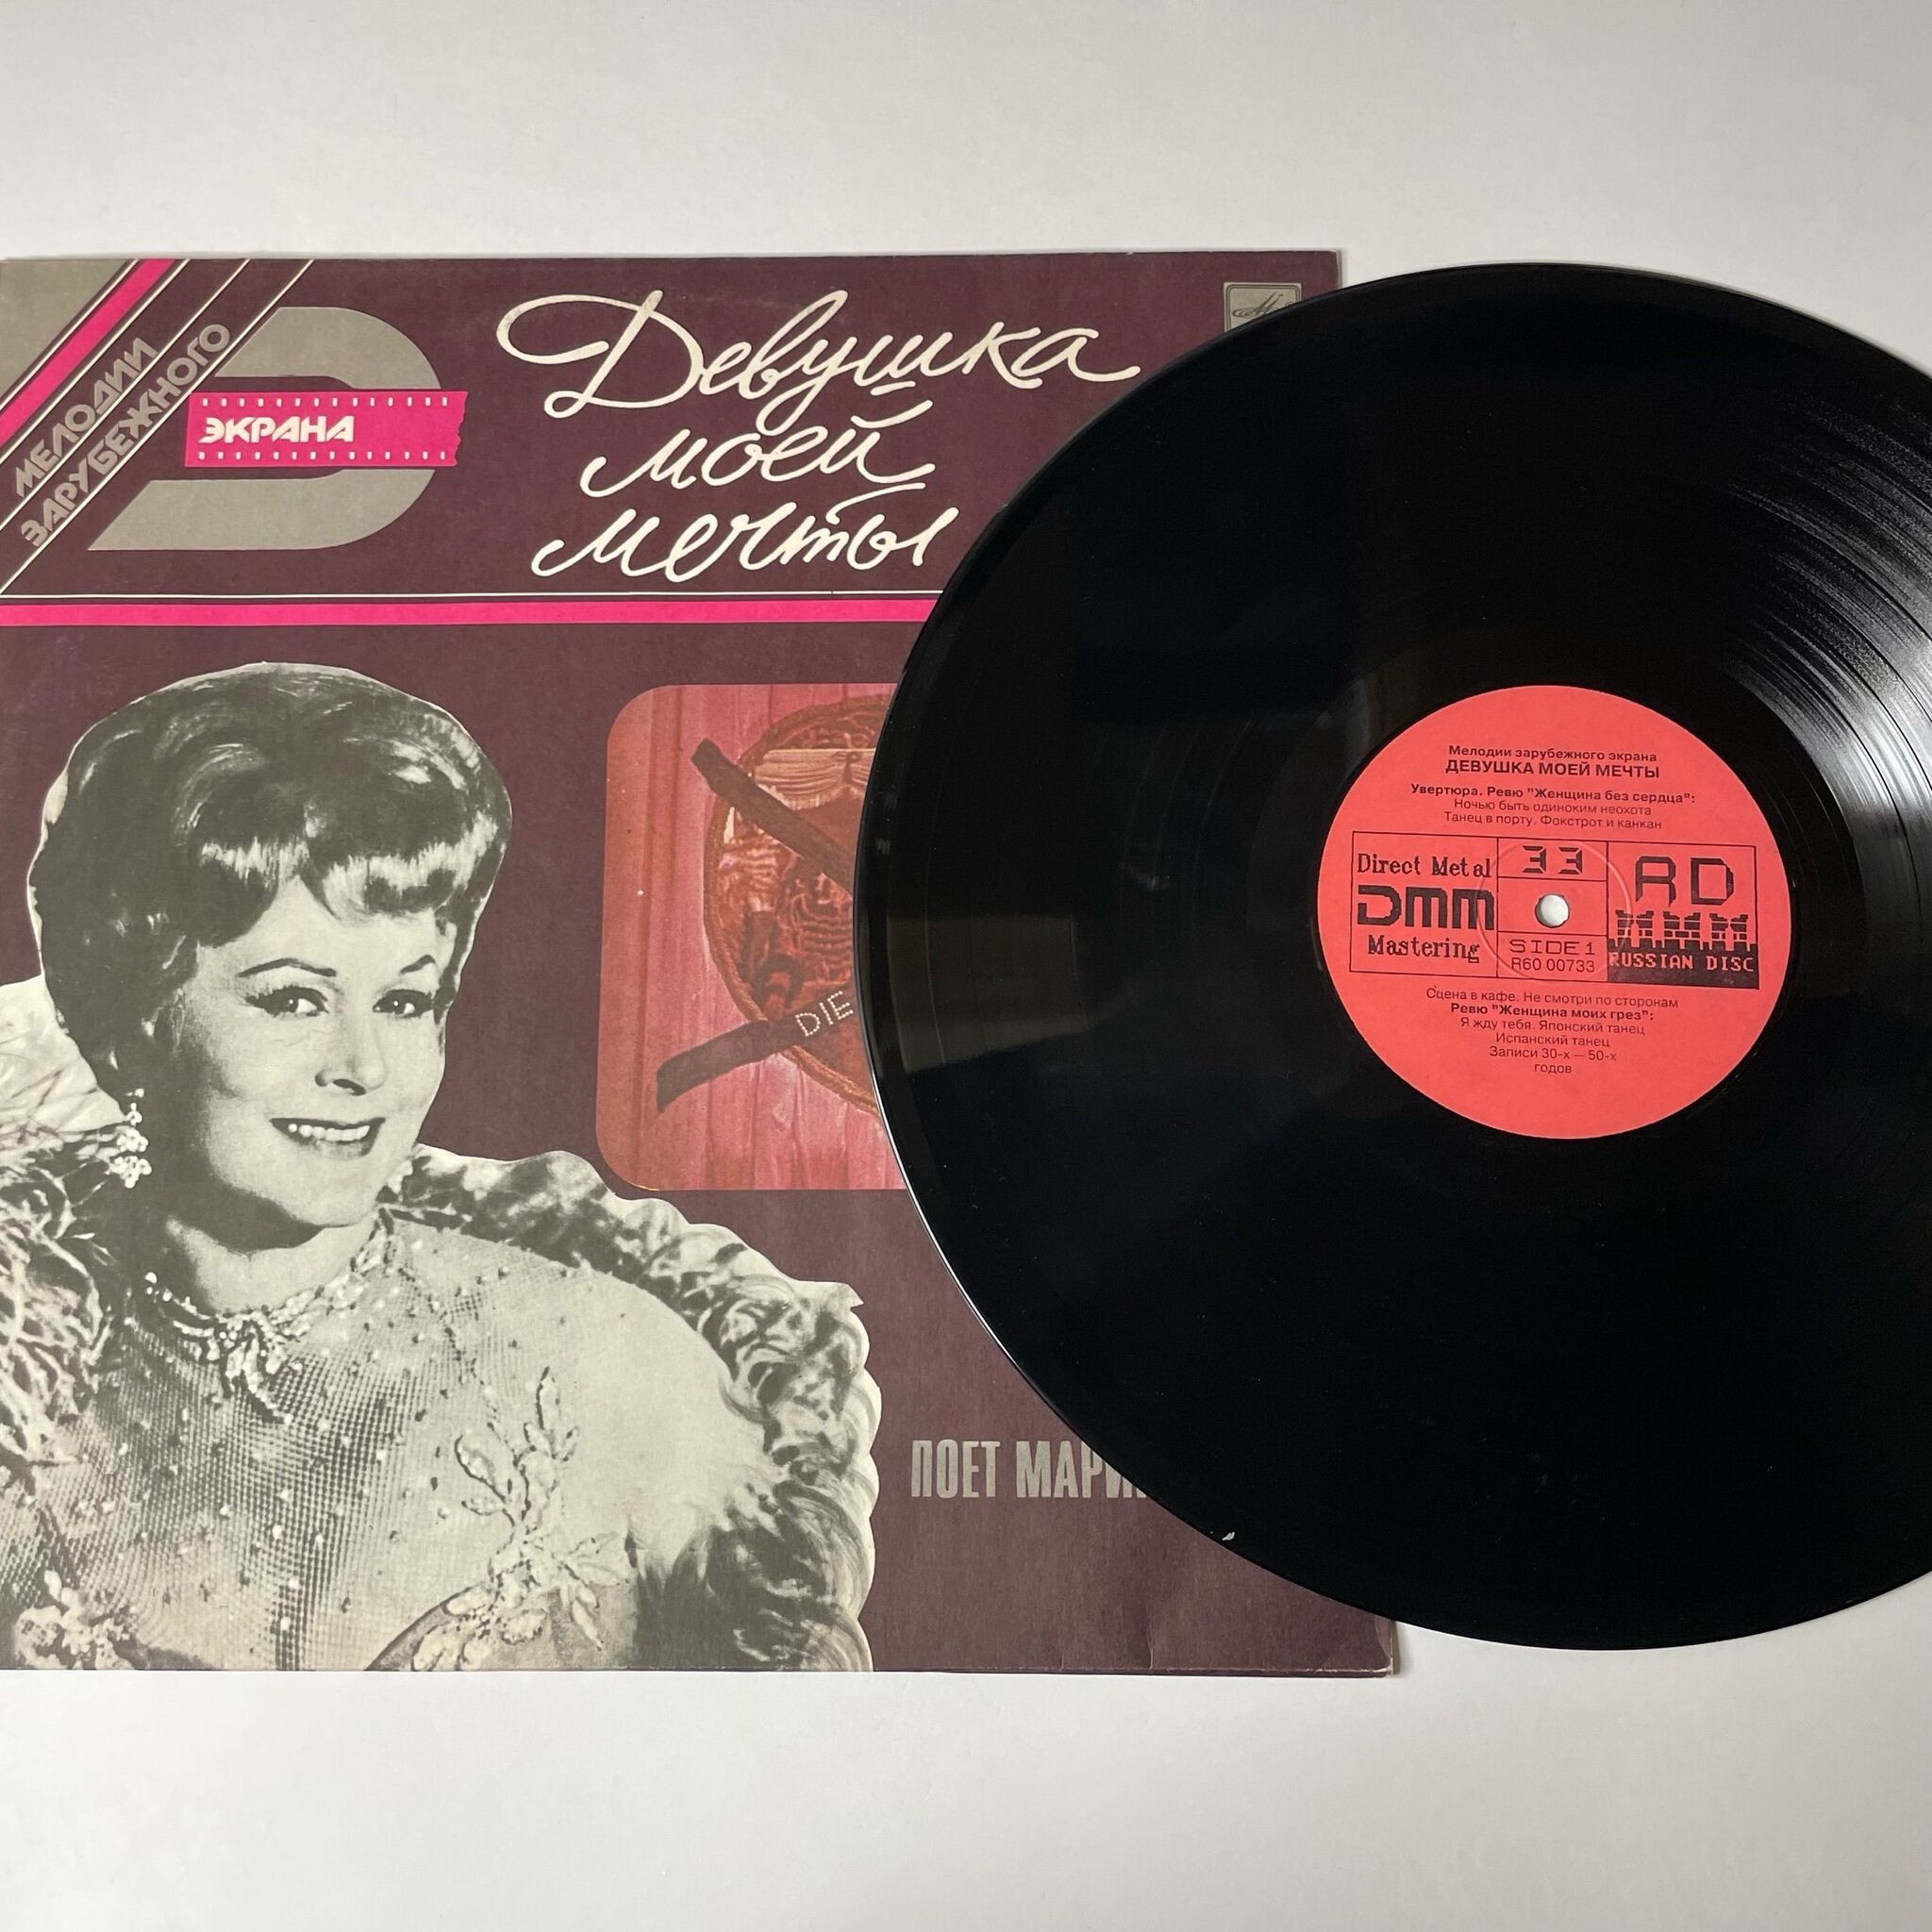 МЕЛОДИИ
ЗАРУБЕЖНОГО
ЭКРАНА
Девушка
моей
мечты
DIE
ПОЕТ
Мелодии зарубежного экрана
ДЕВУШКА МОЕЙ МЕЧТЫ
Увертюра. Ревю "Женщина без сердца":
Ночью быть одиноким неохота
Танец в порту. Фокстрот и канкан
Direct Metal
DMM
Mastering
33
SIDE 1
R60 00733
RD
RUSSIAN DISC
Сцена в кафе. Не смотри по сторонам
Ревю "Женщина моих грез":
Я жду тебя. Японский танец
Испанский танец
Записи 30-х — 50-х
годов